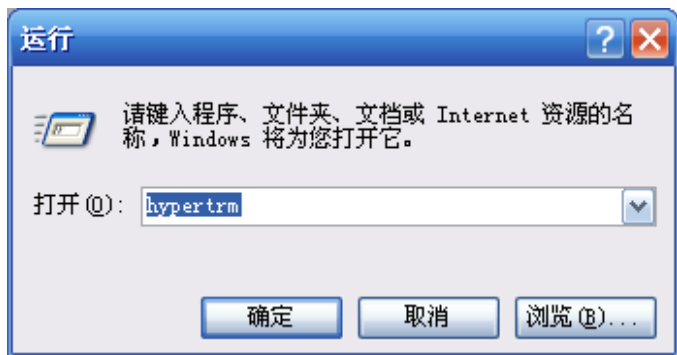 运行
请键入程序、文件夹、文档或 Internet 资源的名
称，Windows 将为您打开它。
打开(O): hypertrm
确定 取消 浏览(B)...